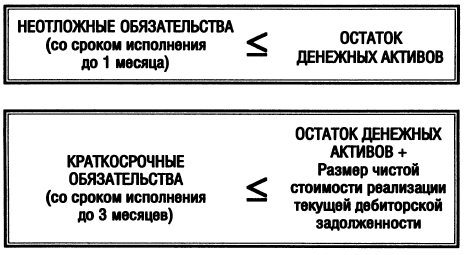 НЕОТЛОЖНЫЕ ОБЯЗАТЕЛЬСТВА
(со сроком исполнения
до 1 месяца)
≤
ОСТАТОК
ДЕНЕЖНЫХ АКТИВОВ
КРАТКОСРОЧНЫЕ
ОБЯЗАТЕЛЬСТВА
(со сроком исполнения
до 3 месяцев)
≤
ОСТАТОК ДЕНЕЖНЫХ
АКТИВОВ +
Размер чистой
стоимости реализации
текущей дебиторской
задолженности